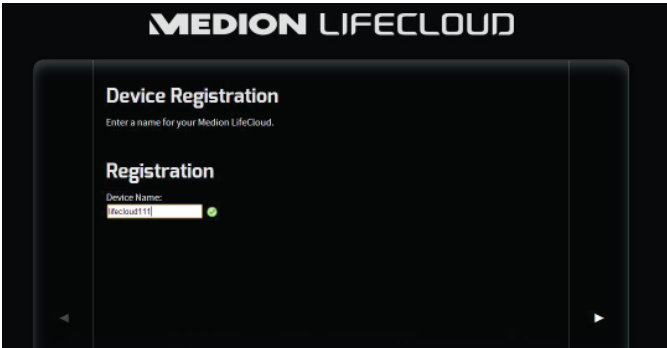 MEDION LIFECLOUD
Device Registration
Enter a name for your Medion LifeCloud.
Registration
Device Name:
lifecloud111